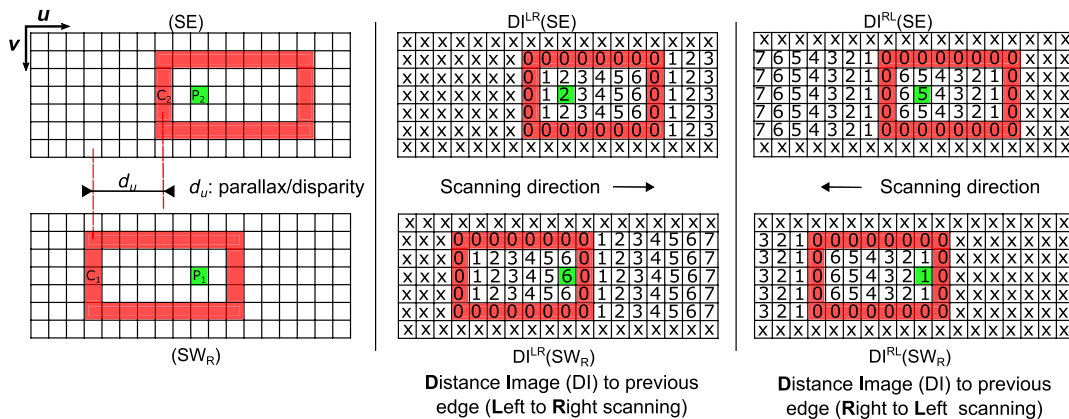 u
v
(SE)
C2
P2
du
du: parallax/disparity
C1
P1
(SWR)
DI^LR(SE)
x x x x x x x x x x x x x x x x x x
x x x x x x x 0 0 0 0 0 0 0 0 1 2 3
x x x x x x x 0 1 2 3 4 5 6 0 1 2 3
x x x x x x x 0 1 2 3 4 5 6 0 1 2 3
x x x x x x x 0 1 2 3 4 5 6 0 1 2 3
x x x x x x x 0 0 0 0 0 0 0 0 1 2 3
x x x x x x x x x x x x x x x x x x
Scanning direction
x x x x x x x x x x x x x x x x x x
x x x 0 0 0 0 0 0 0 0 1 2 3 4 5 6 7
x x x 0 1 2 3 4 5 6 0 1 2 3 4 5 6 7
x x x 0 1 2 3 4 5 6 0 1 2 3 4 5 6 7
x x x 0 1 2 3 4 5 6 0 1 2 3 4 5 6 7
x x x 0 0 0 0 0 0 0 0 1 2 3 4 5 6 7
x x x x x x x x x x x x x x x x x x
DI^LR(SWR)
Distance Image (DI) to previous
edge (Left to Right scanning)
DI^RL(SE)
x x x x x x x x x x x x x x x x x x
7 6 5 4 3 2 1 0 0 0 0 0 0 0 0 x x x
7 6 5 4 3 2 1 0 6 5 4 3 2 1 0 x x x
7 6 5 4 3 2 1 0 6 5 4 3 2 1 0 x x x
7 6 5 4 3 2 1 0 6 5 4 3 2 1 0 x x x
7 6 5 4 3 2 1 0 0 0 0 0 0 0 0 x x x
x x x x x x x x x x x x x x x x x x
Scanning direction
x x x x x x x x x x x x x x x x x x
3 2 1 0 0 0 0 0 0 0 0 x x x x x x x
3 2 1 0 6 5 4 3 2 1 0 x x x x x x x
3 2 1 0 6 5 4 3 2 1 0 x x x x x x x
3 2 1 0 6 5 4 3 2 1 0 x x x x x x x
3 2 1 0 0 0 0 0 0 0 0 x x x x x x x
x x x x x x x x x x x x x x x x x x
DI^RL(SWR)
Distance Image (DI) to previous
edge (Right to Left scanning)